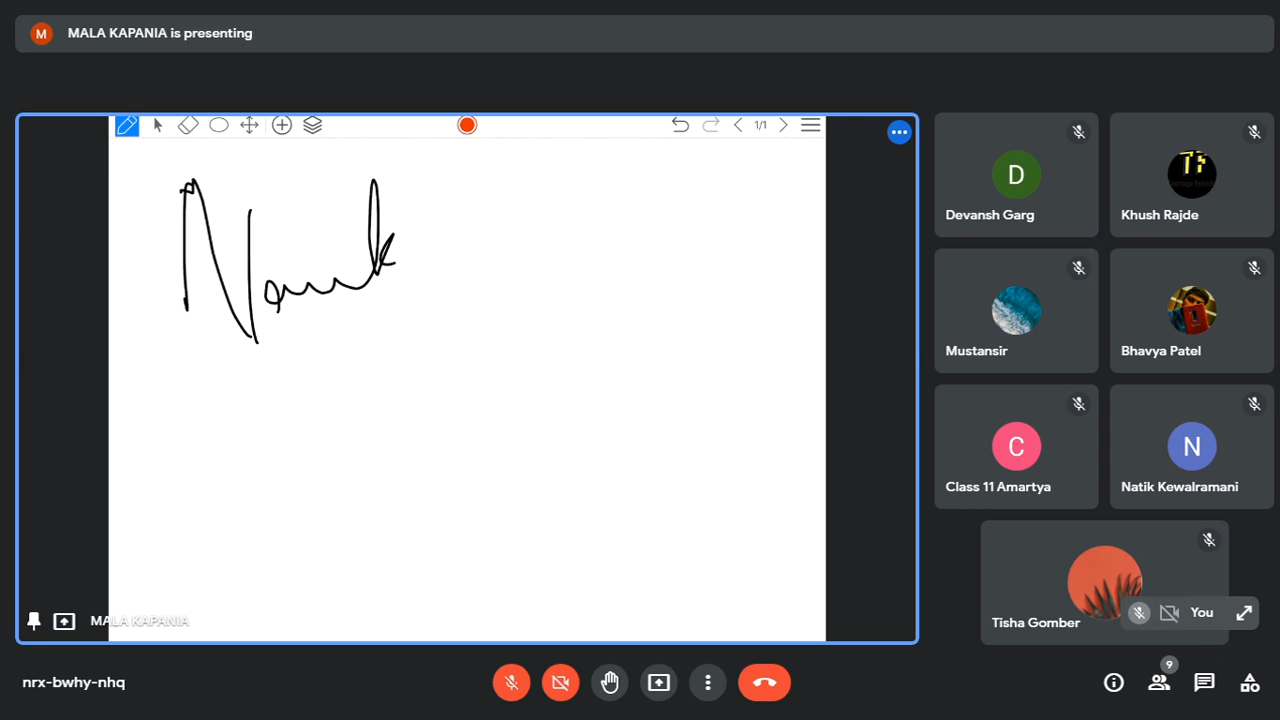 M
MALA KAPANIA is presenting
1/1
D
Devansh Garg
Khush Rajde
Mustansir
Bhavya Patel
C
Class 11 Amartya
N
Natik Kewalramani
Tisha Gomber
You
MALA KAPANIA
nrx-bwhy-nhq
9